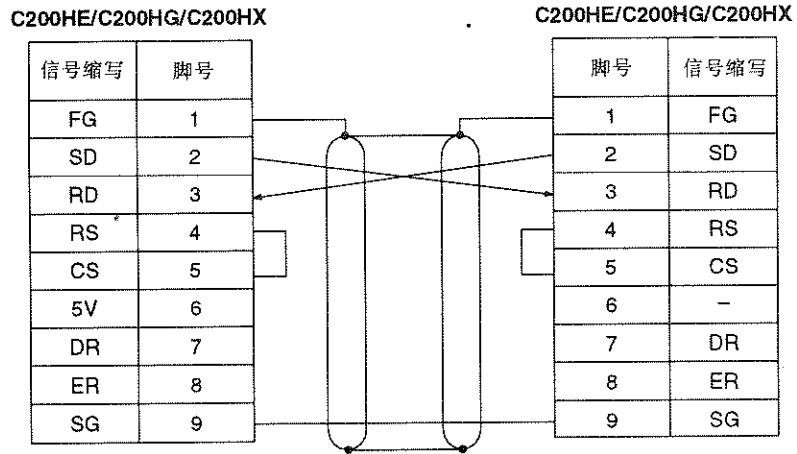 C200HE/C200HG/C200HX C200HE/C200HG/C200HX
信号缩写 脚号 脚号 信号缩写
FG 1 1 FG
SD 2 2 SD
RD 3 3 RD
RS 4 4 RS
CS 5 5 CS
5V 6 6 –
DR 7 7 DR
ER 8 8 ER
SG 9 9 SG